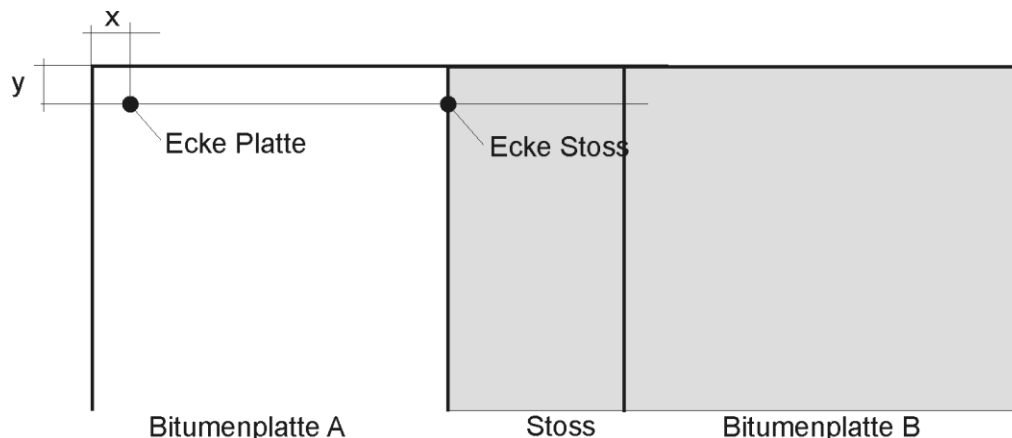 x
y
Ecke Platte
Ecke Stoss
Bitumenplatte A
Stoss
Bitumenplatte B